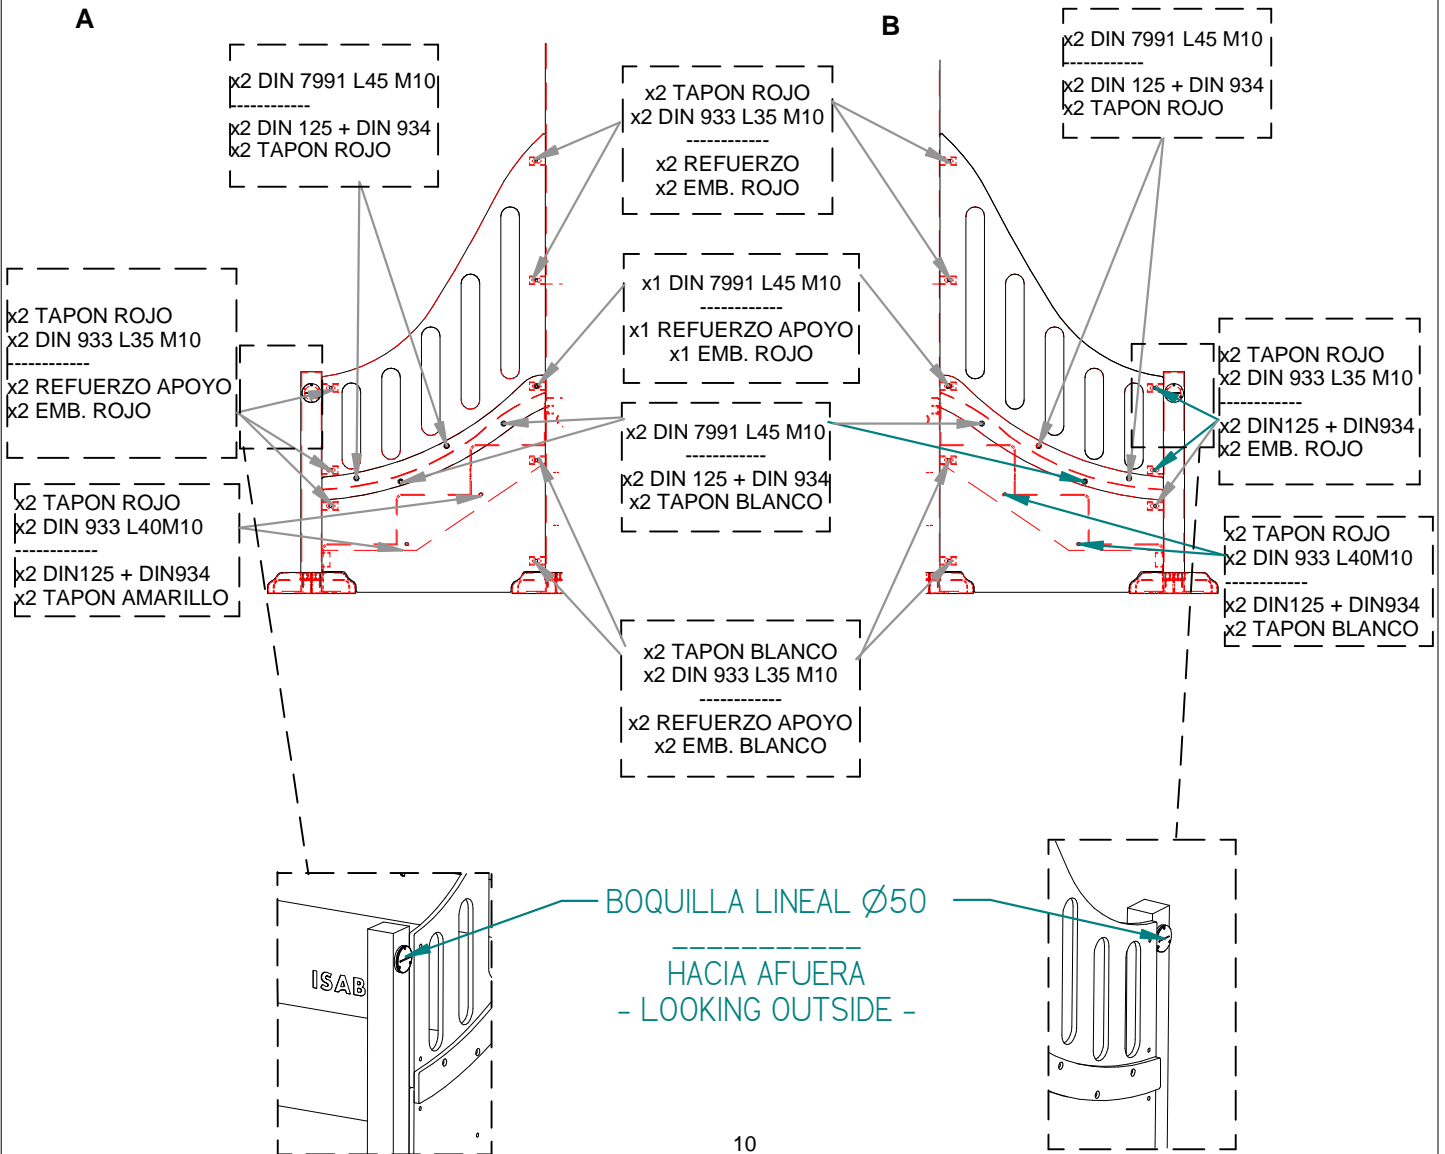 A
B
x2 DIN 7991 L45 M10
------------
x2 DIN 125 + DIN 934
x2 TAPON ROJO
x2 TAPON ROJO
x2 DIN 933 L35 M10
------------
x2 REFUERZO
x2 EMB. ROJO
x2 DIN 7991 L45 M10
------------
x2 DIN 125 + DIN 934
x2 TAPON ROJO
x2 TAPON ROJO
x2 DIN 933 L35 M10
------------
x2 REFUERZO APOYO
x2 EMB. ROJO
x1 DIN 7991 L45 M10
------------
x1 REFUERZO APOYO
x1 EMB. ROJO
x2 TAPON ROJO
x2 DIN 933 L35 M10
------------
x2 DIN125 + DIN934
x2 EMB. ROJO
x2 DIN 7991 L45 M10
------------
x2 DIN 125 + DIN 934
x2 TAPON BLANCO
x2 TAPON ROJO
x2 DIN 933 L40M10
------------
x2 DIN125 + DIN934
x2 TAPON AMARILLO
x2 TAPON ROJO
x2 DIN 933 L40M10
------------
x2 DIN125 + DIN934
x2 TAPON BLANCO
x2 TAPON BLANCO
x2 DIN 933 L35 M10
------------
x2 REFUERZO APOYO
x2 EMB. BLANCO
BOQUILLA LINEAL Ø50
___________
HACIA AFUERA
- LOOKING OUTSIDE -
ISAB
10